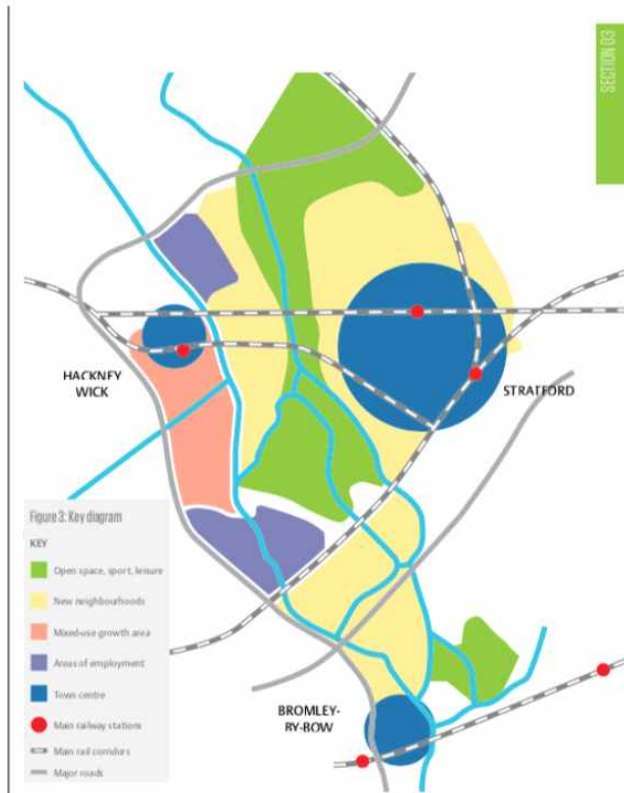 SECTION 03
HACKNEY
WICK
STRATFORD
BROMLEY-
BY-BOW
Figure 3: Key diagram
KEY
Open space, sport, leisure
New neighbourhoods
Mixed-use growth area
Areas of employment
Town centre
Main railway stations
Main rail corridors
Major roads